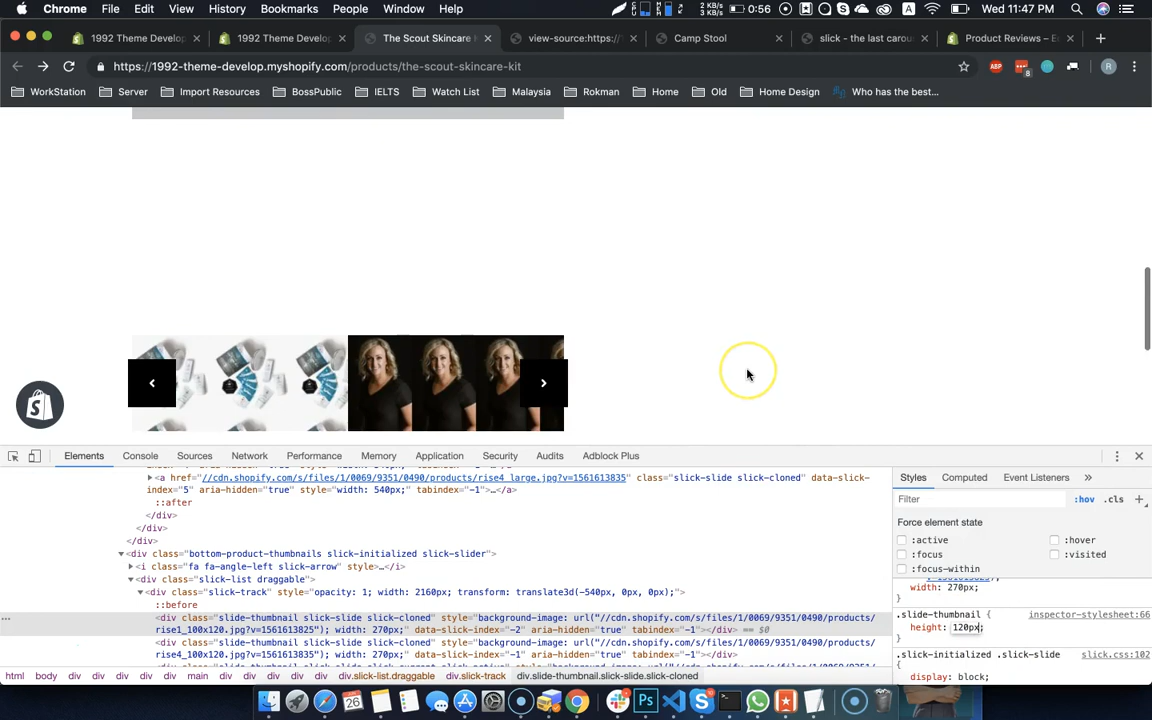 Chrome File Edit View History Bookmarks People Window Help 2 KB/s 2 KB/s 0:56 A Wed 11:47 PM
1992 Theme Develop 1992 Theme Develop The Scout Skincare view-source:https:// Camp Stool slick - the last carou Product Reviews – E
https://1992-theme-develop.myshopify.com/products/the-scout-skincare-kit ABP 8 R
WorkStation Server Import Resources BossPublic IELTS Watch List Malaysia Rokman Home Old Home Design Who has the best...
Elements Console Sources Network Performance Memory Application Security Audits Adblock Plus
<a href="//cdn.shopify.com/s/files/1/0069/9351/0490/products/rise4_large.jpg?v=1561613835" class="slide-slide slick-cloned" data-slick-
index="5" aria-hidden="true" style="width: 540px;" tabindex="-1">…</a>
::after
</div>
</div>
</div>
<div class="bottom-product-thumbnails slick-initialized slick-slider">
<i class="fa fa-angle-left slick-arrow" style>…</i>
<div class="slick-list draggable">
<div class="slick-track" style="opacity: 1; width: 2160px; transform: translate3d(-540px, 0px, 0px);">
::before
<div class="slide-thumbnail slick-slide slick-cloned" style="background-image: url("//cdn.shopify.com/s/files/1/0069/9351/0490/products/
rise1_100x120.jpg?v=1561613825"); width: 270px;" data-slick-index="-2" aria-hidden="true" tabindex="-1"></div> == $0
<div class="slide-thumbnail slick-slide slick-cloned" style="background-image: url("//cdn.shopify.com/s/files/1/0069/9351/0490/products/
rise4_100x120.jpg?v=1561613835"); width: 270px;" data-slick-index="-1" aria-hidden="true" tabindex="-1"></div>
html body div div div div main div div div div div.slick-list.draggable div.slick-track div.slide-thumbnail.slick-slide.slick-cloned
Styles Computed Event Listeners »
Filter :hov .cls +
Force element state
:active :hover
:focus :visited
:focus-within
width: 270px;
}
.slide-thumbnail { inspector-stylesheet:66
height: 120px;
}
.slick-initialized .slick-slide slick.css:102
{
display: block;
26